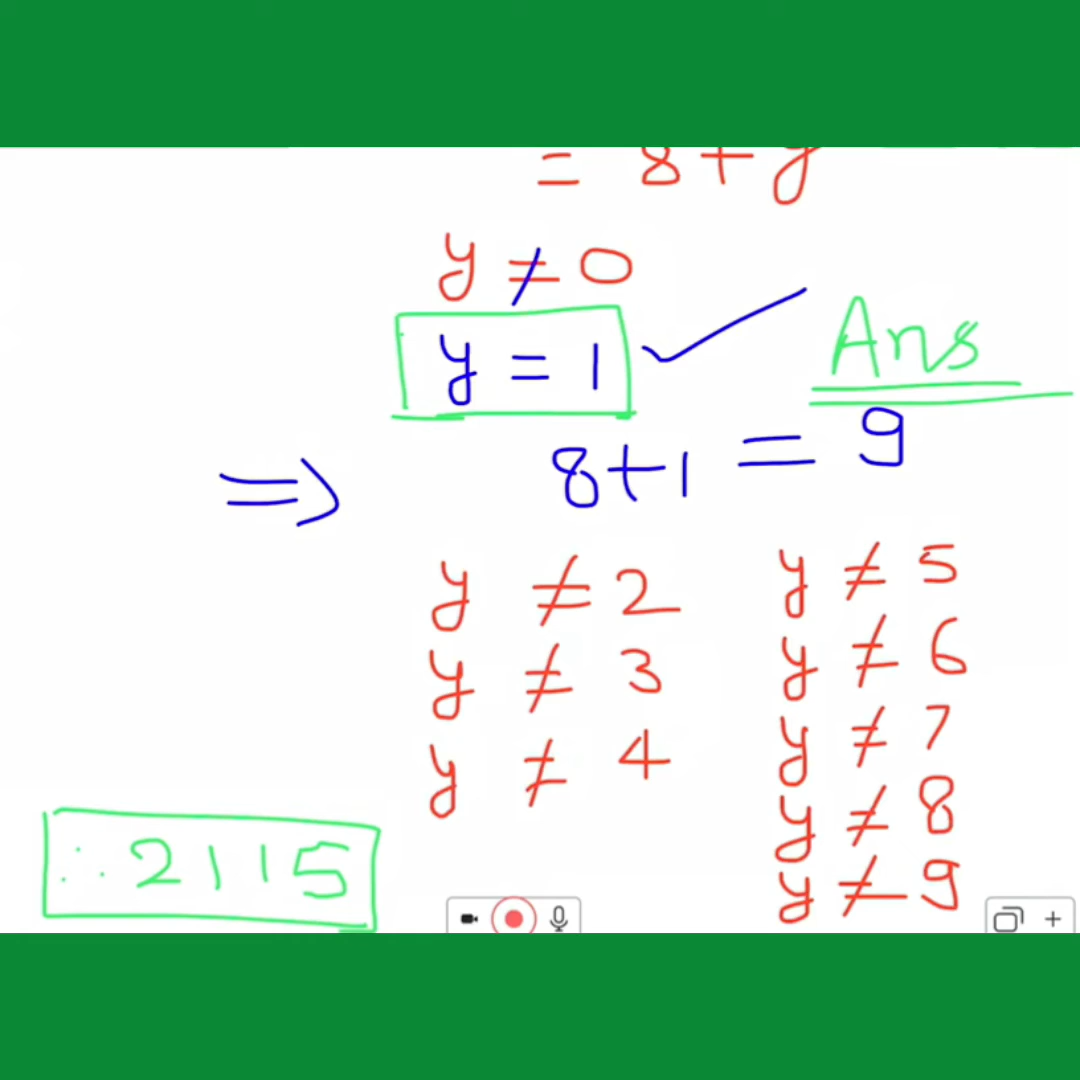 = 8 + y
y ≠ 0
y = 1 ✓ Ans
⇒ 8+1 = 9
y ≠ 2
y ≠ 3
y ≠ 4
y ≠ 5
y ≠ 6
y ≠ 7
y ≠ 8
y ≠ 9
∴ 2115